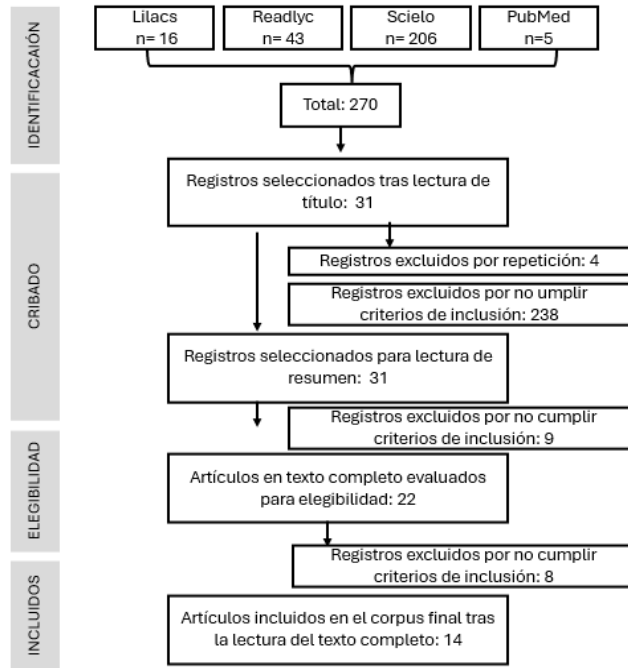 IDENTIFICACAIÓN
Lilacs
n= 16
Readlyc
n= 43
Scielo
n= 206
PubMed
n=5
Total: 270
CRIBADO
Registros seleccionados tras lectura de
título: 31
Registros excluidos por repetición: 4
Registros excluidos por no umplir
criterios de inclusión: 238
Registros seleccionados para lectura de
resumen: 31
Registros excluidos por no cumplir
criterios de inclusión: 9
ELEGIBILIDAD
Artículos en texto completo evaluados
para elegibilidad: 22
Registros excluidos por no cumplir
criterios de inclusión: 8
INCLUIDOS
Artículos incluidos en el corpus final tras
la lectura del texto completo: 14